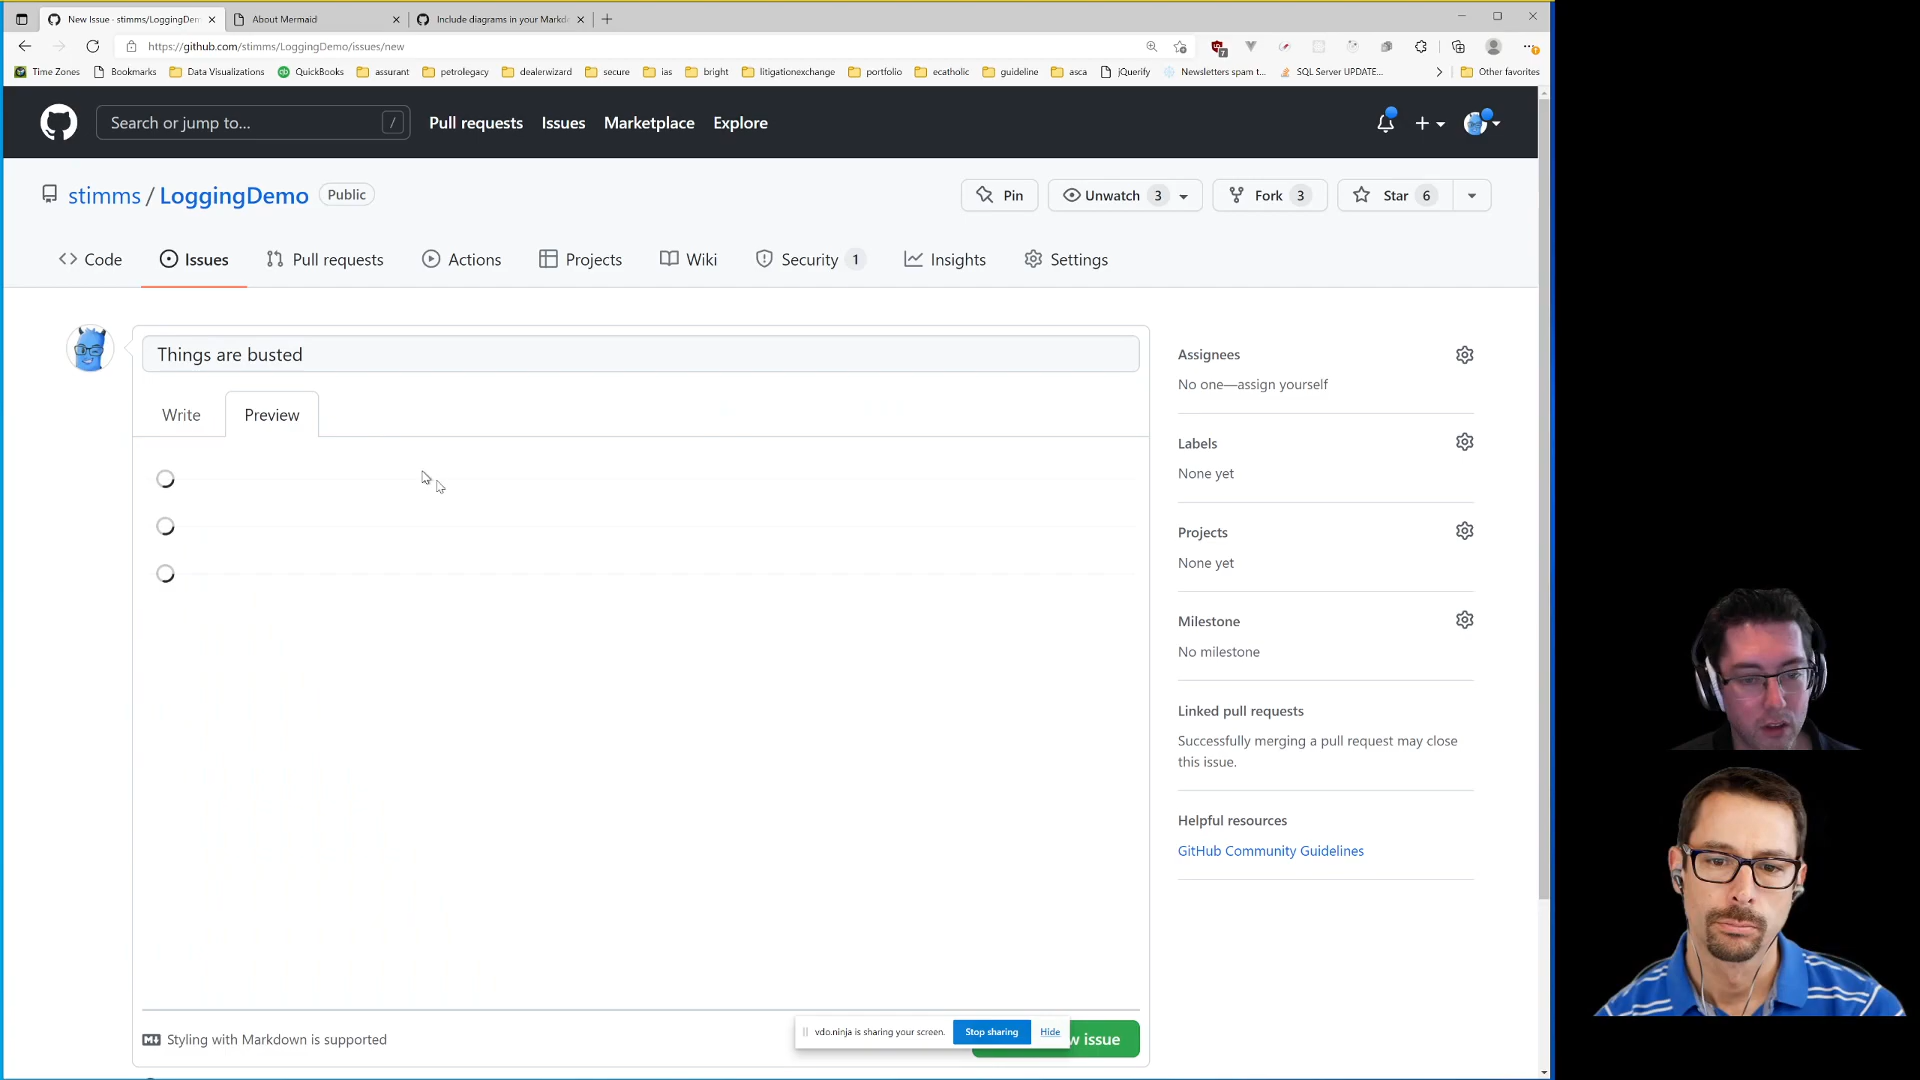 New Issue · stimms/LoggingDem
About Mermaid
Include diagrams in your Markd
https://github.com/stimms/LoggingDemo/issues/new
7
Time Zones
Bookmarks
Data Visualizations
QuickBooks
assurant
petrolegacy
dealerwizard
secure
ias
bright
litigationexchange
portfolio
ecatholic
guideline
asca
jQuerify
Newsletters spam t...
SQL Server UPDATE...
Other favorites
Search or jump to...
/
Pull requests
Issues
Marketplace
Explore
stimms / LoggingDemo
Public
Pin
Unwatch 3
Fork 3
Star 6
Code
Issues
Pull requests
Actions
Projects
Wiki
Security 1
Insights
Settings
Things are busted
Write
Preview
Assignees
No one—assign yourself
Labels
None yet
Projects
None yet
Milestone
No milestone
Linked pull requests
Successfully merging a pull request may close
this issue.
Helpful resources
GitHub Community Guidelines
Styling with Markdown is supported
vdo.ninja is sharing your screen.
Stop sharing
Hide
w issue